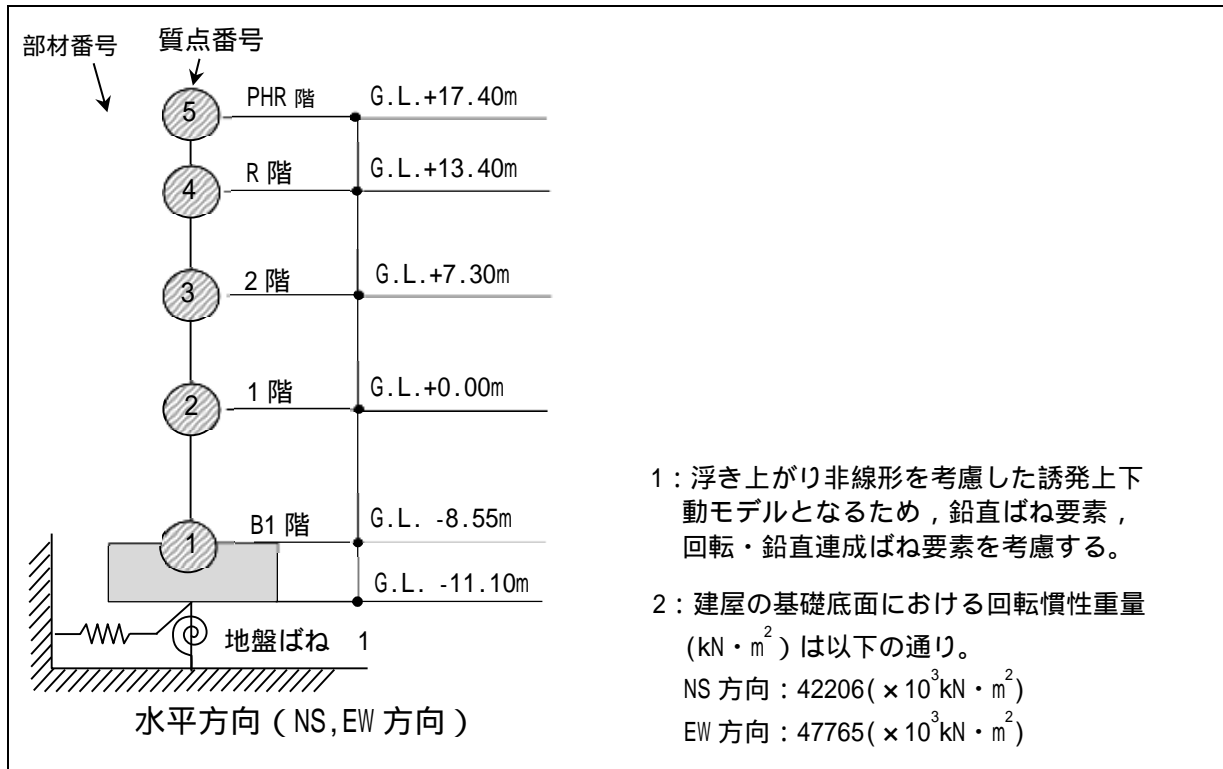 部材番号
質点番号
5
PHR 階
G.L.+17.40m
4
R 階
G.L.+13.40m
3
2 階
G.L.+7.30m
2
1 階
G.L.+0.00m
1
B1 階
G.L. -8.55m
G.L. -11.10m
地盤ばね 1
水平方向 ( NS,EW 方向 )
1:浮き上がり非線形を考慮した誘発上下
動モデルとなるため,鉛直ばね要素,
回転・鉛直連成ばね要素を考慮する。
2:建屋の基礎底面における回転慣性重量
(kN・m²) は以下の通り。
NS 方向:42206(×10³kN・m²)
EW 方向:47765(×10³kN・m²)